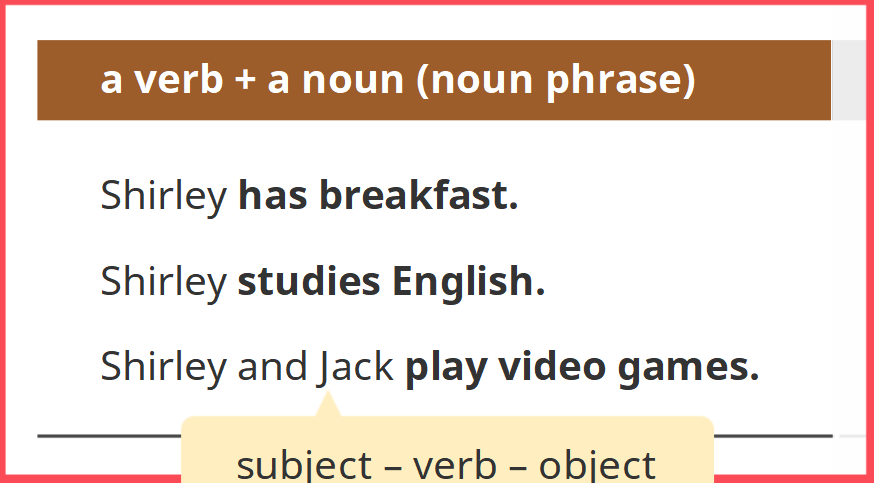 a verb + a noun (noun phrase)
Shirley has breakfast.
Shirley studies English.
Shirley and Jack play video games.
subject – verb – object